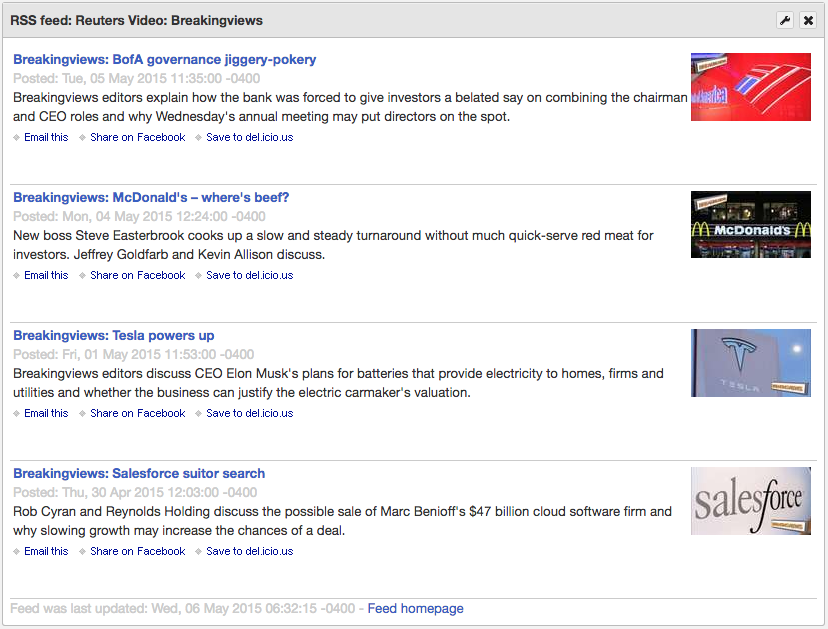 RSS feed: Reuters Video: Breakingviews
Breakingviews: BofA governance jiggery-pokery
Posted: Tue, 05 May 2015 11:35:00 -0400
Breakingviews editors explain how the bank was forced to give investors a belated say on combining the chairman
and CEO roles and why Wednesday's annual meeting may put directors on the spot.
Email this Share on Facebook Save to del.icio.us
Breakingviews: McDonald's – where's beef?
Posted: Mon, 04 May 2015 12:24:00 -0400
New boss Steve Easterbrook cooks up a slow and steady turnaround without much quick-serve red meat for
investors. Jeffrey Goldfarb and Kevin Allison discuss.
Email this Share on Facebook Save to del.icio.us
McDonald's
Breakingviews: Tesla powers up
Posted: Fri, 01 May 2015 11:53:00 -0400
Breakingviews editors discuss CEO Elon Musk's plans for batteries that provide electricity to homes, firms and
utilities and whether the business can justify the electric carmaker's valuation.
Email this Share on Facebook Save to del.icio.us
TESLA
Breakingviews: Salesforce suitor search
Posted: Thu, 30 Apr 2015 12:03:00 -0400
Rob Cyran and Reynolds Holding discuss the possible sale of Marc Benioff's $47 billion cloud software firm and
why slowing growth may increase the chances of a deal.
Email this Share on Facebook Save to del.icio.us
salesforce
Feed was last updated: Wed, 06 May 2015 06:32:15 -0400 - Feed homepage